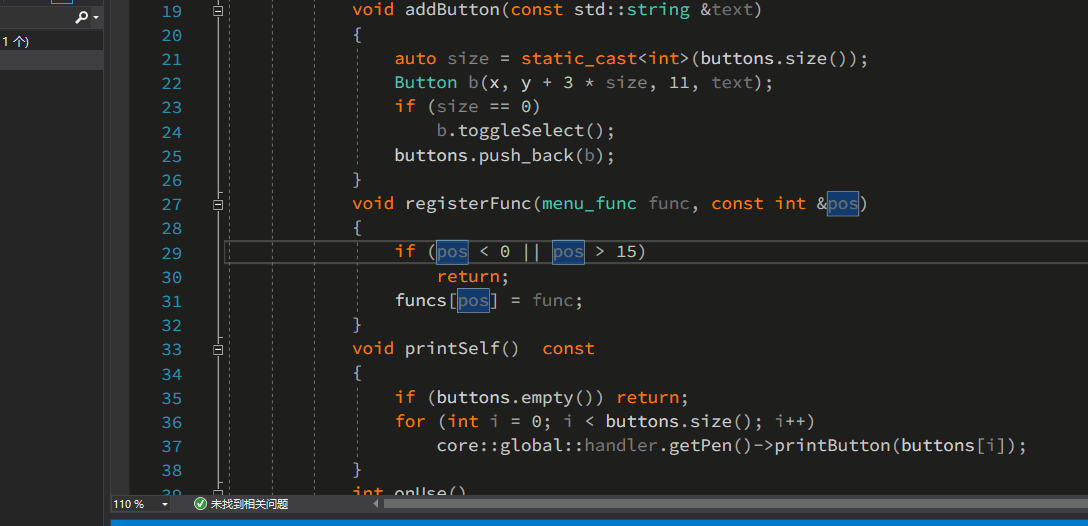 1 个)
19 void addButton(const std::string &text)
20 {
21 auto size = static_cast<int>(buttons.size());
22 Button b(x, y + 3 * size, 11, text);
23 if (size == 0)
24 b.toggleSelect();
25 buttons.push_back(b);
26 }
27 void registerFunc(menu_func func, const int &pos)
28 {
29 if (pos < 0 || pos > 15)
30 return;
31 funcs[pos] = func;
32 }
33 void printSelf()  const
34 {
35 if (buttons.empty()) return;
36 for (int i = 0; i < buttons.size(); i++)
37 core::global::handler.getPen()->printButton(buttons[i]);
38 }
39 int onUse()
110 % 未找到相关问题